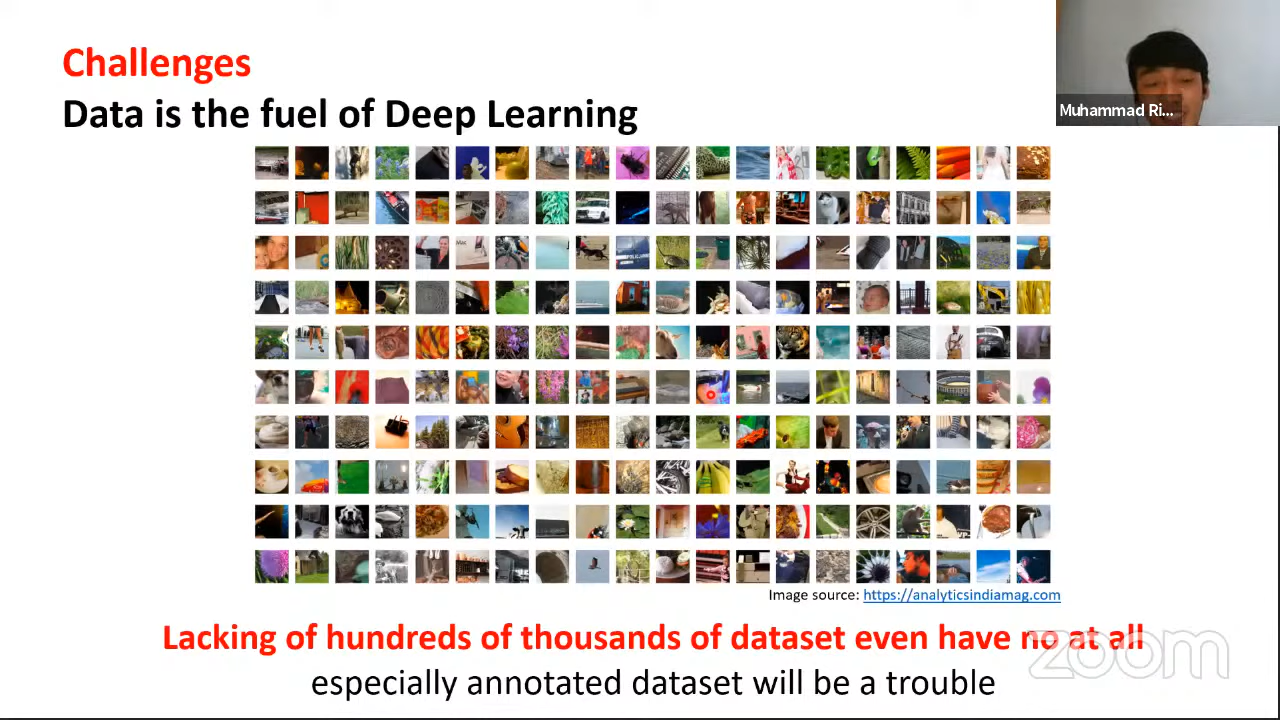 Challenges
Data is the fuel of Deep Learning
Muhammad Ri...
Image source: https://analyticsindiamag.com
Lacking of hundreds of thousands of dataset even have no at all
especially annotated dataset will be a trouble
zoom